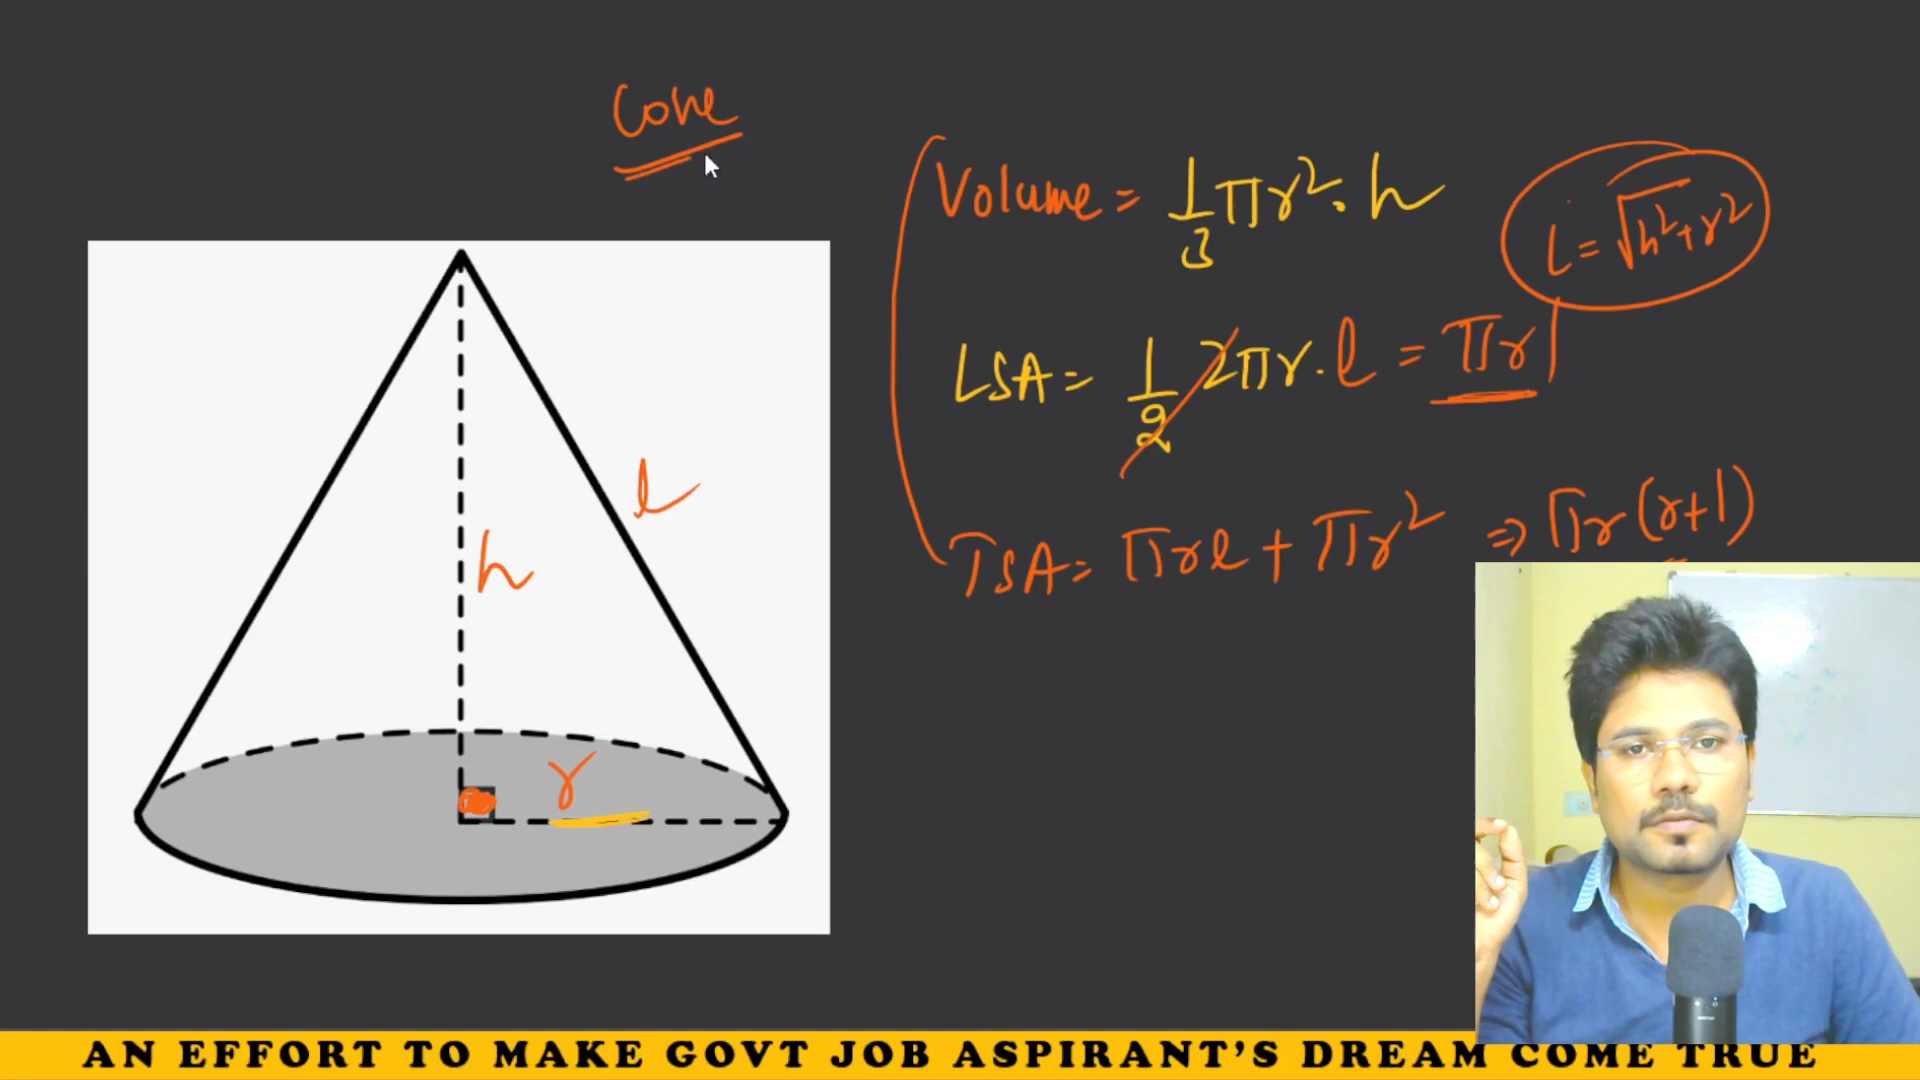 Cone
Volume = 1/3 πr². h
l = √h²+r²
LSA = 1/2 2πr. l = πrl
TSA = πrl + πr² ⇒ πr(r+l)
l
h
r
AN EFFORT TO MAKE GOVT JOB ASPIRANT'S DREAM COME TRUE